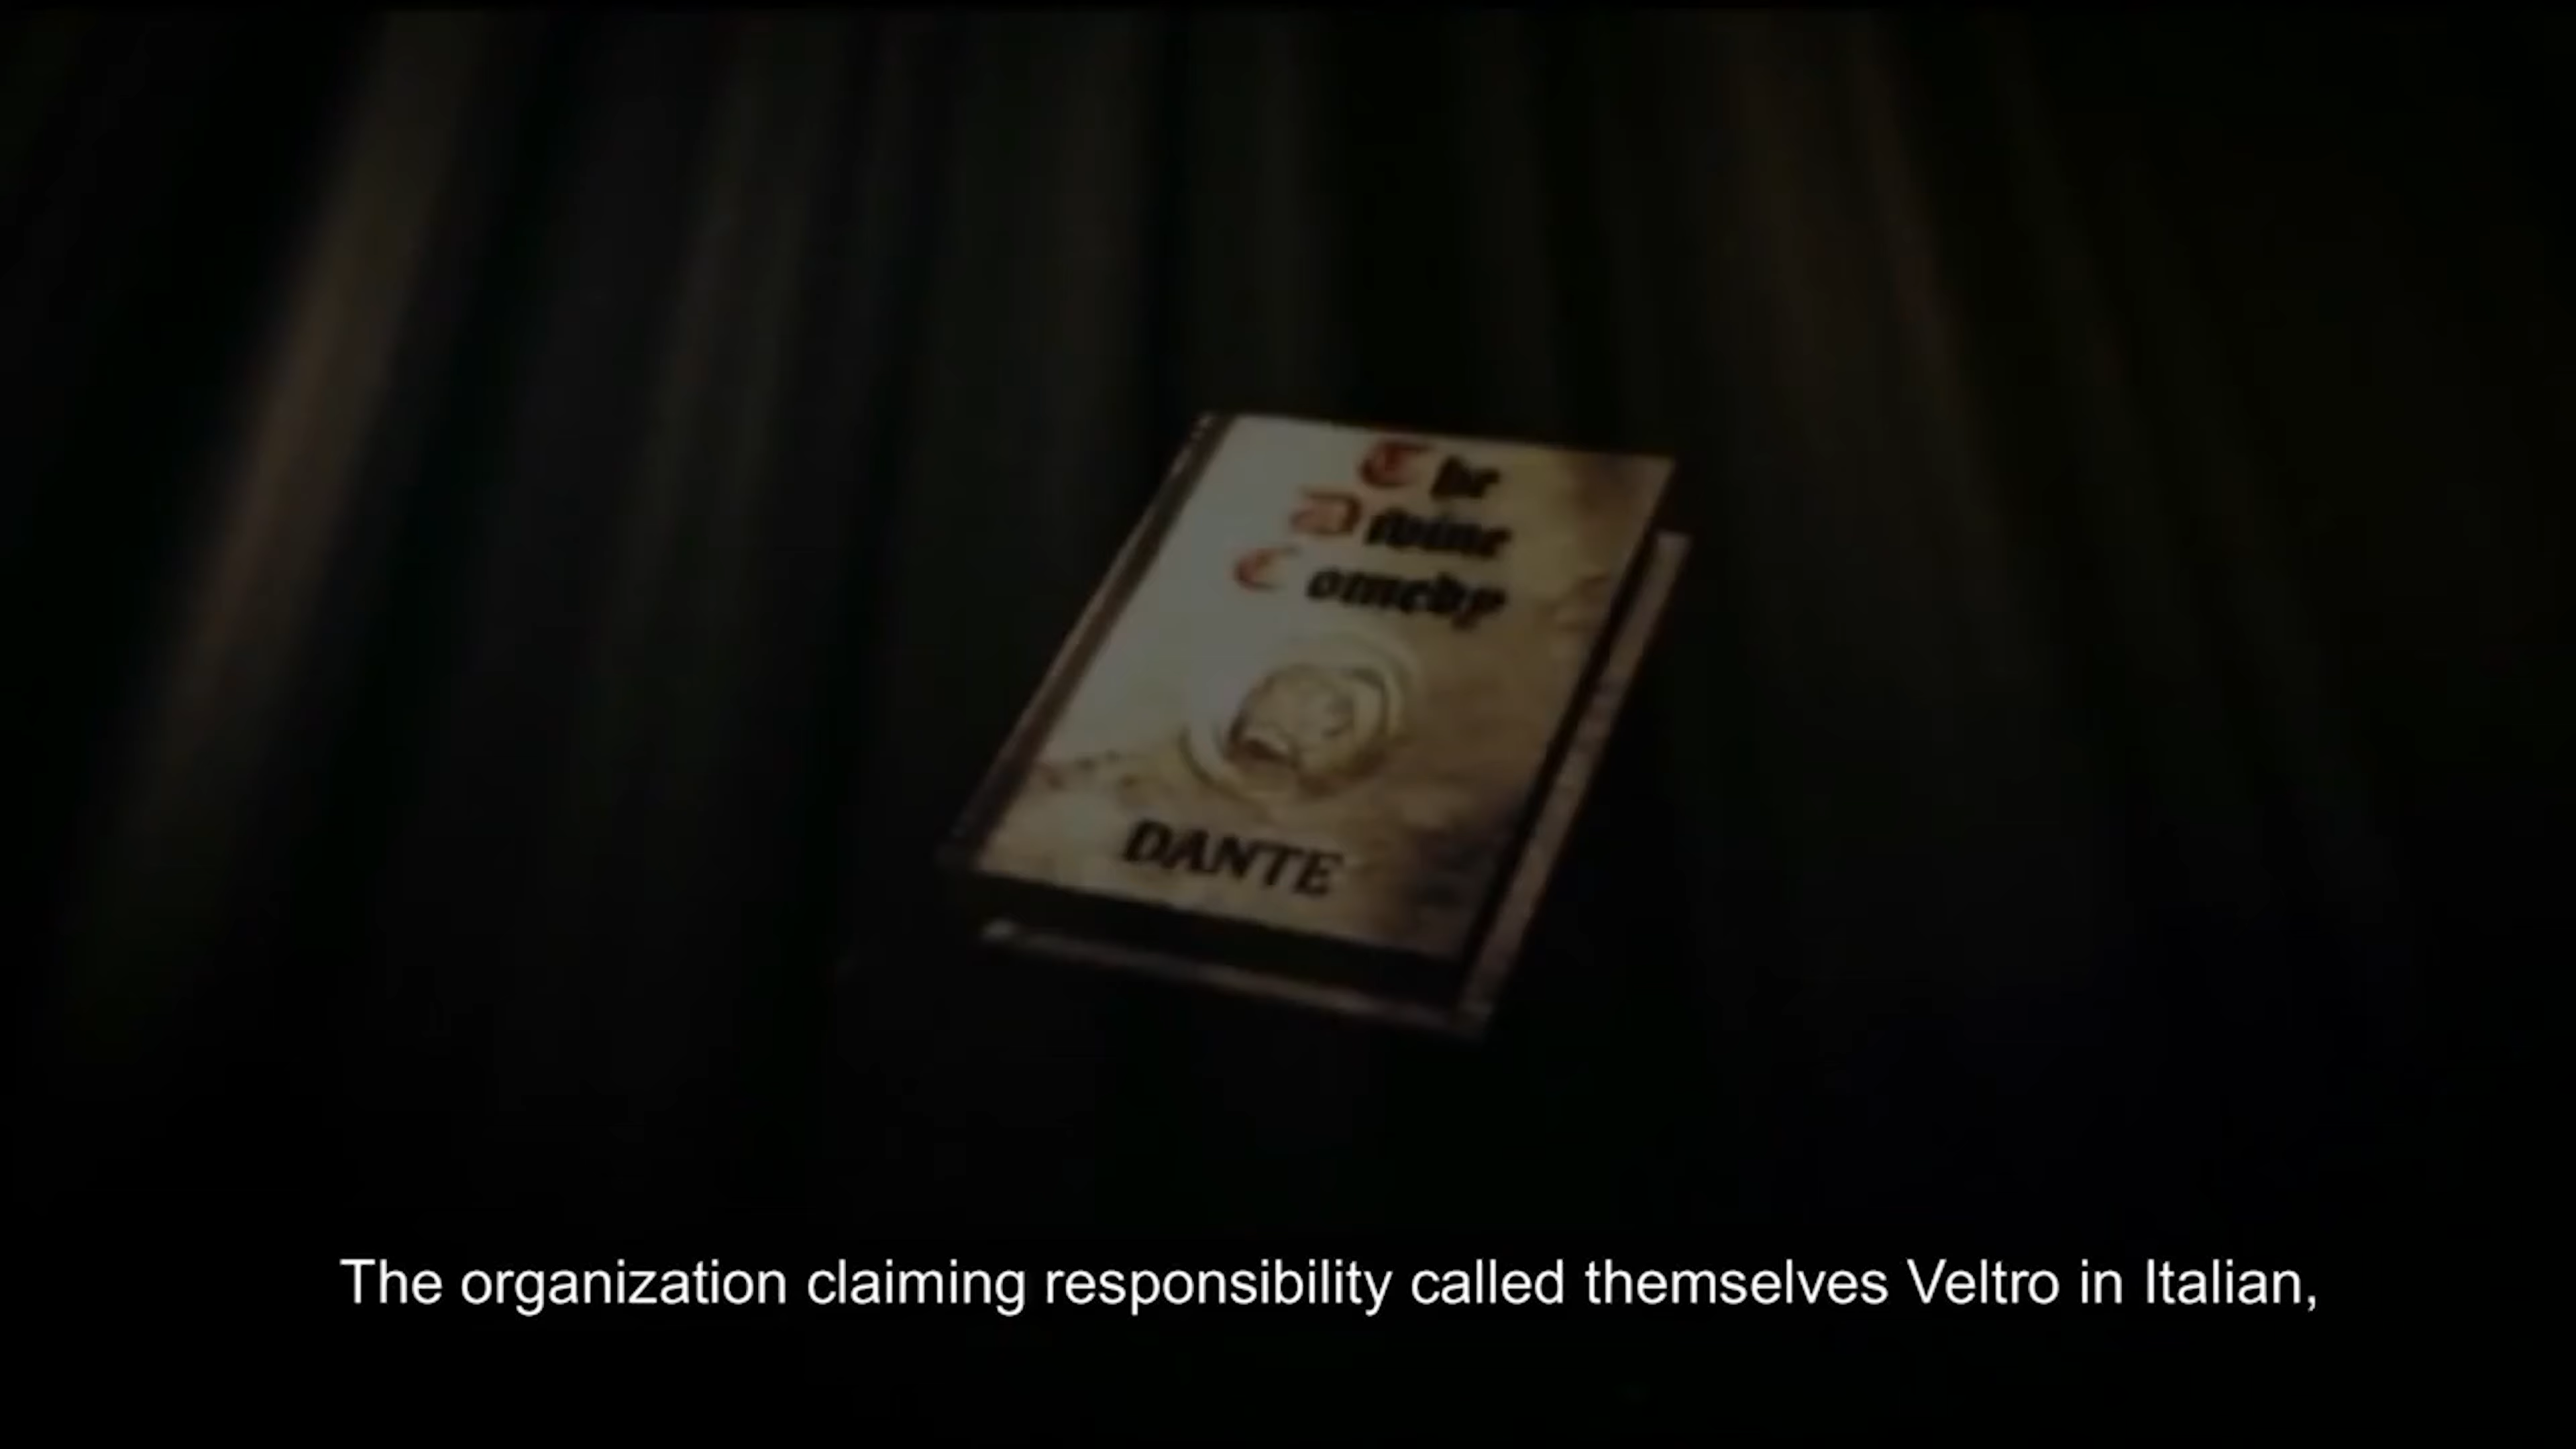 The
Divine
Comedy
DANTE
The organization claiming responsibility called themselves Veltro in Italian,